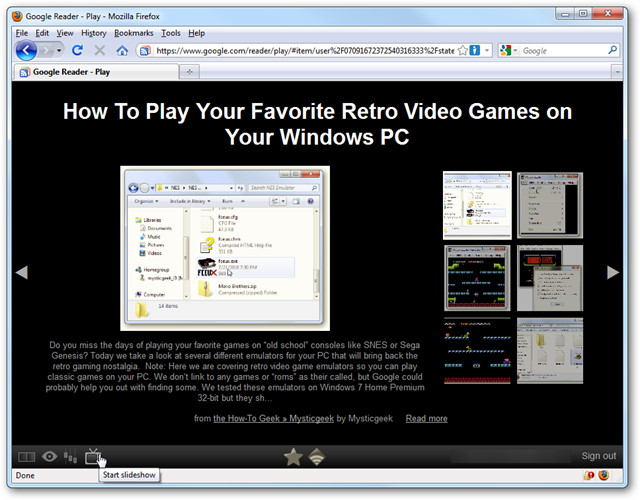 Google Reader - Play - Mozilla Firefox
File Edit View History Bookmarks Tools Help
https://www.google.com/reader/play/#item/user%2F07091672372540316333%2Fstate
Google
Google Reader - Play
How To Play Your Favorite Retro Video Games on
Your Windows PC
NES
NES ...
Search NES Emulator
Organize
Include in library
Burn
Libraries
Documents
Music
Pictures
Videos
Homegroup
Computer
fceux.cfg
CFG File
47.2 KB
fceux.chm
Compiled HTML Help file
fceux.exe
Mario Brothers.zip
Compressed (zipped) Folder
14 items
Do you miss the days of playing your favorite games on "old school" consoles like SNES or Sega
Genesis? Today we take a look at several different emulators for your PC that will bring back the
retro gaming nostalgia. Note: Here we are covering retro video game emulators so you can play
classic games on your PC. We don't link to any games or "roms" as their called, but Google could
probably help you out with finding some. We tested these emulators on Windows 7 Home Premium
32-bit but they sh...
from the How-To Geek » Mysticgeek by Mysticgeek Read more
Sign out
Start slideshow
Done